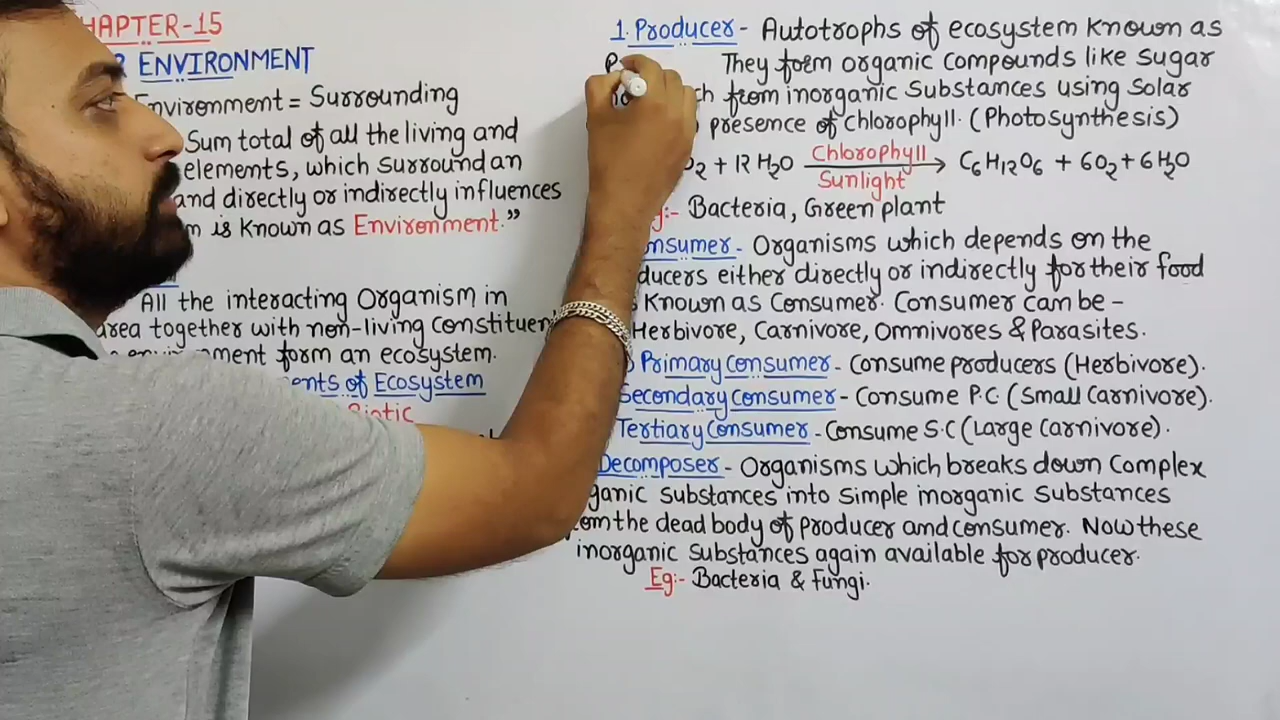 HAPTER-15
ENVIRONMENT
Environment = Surrounding
Sum total of all the living and
elements, which surround an
and directly or indirectly influences
is known as Environment."
All the interacting Organism in
area together with non-living constituen
ment form an ecosystem.
ents of Ecosystem
Biotic
1. Producer - Autotrophs of ecosystem known as
P They form organic compounds like sugar
ch from inorganic substances using Solar
presence of chlorophyll. (Photosynthesis)
O2 + 12 H2O Chlorophyll Sunlight → C6H12O6 + 6O2 + 6H2O
g:- Bacteria, Green plant
onsumer - Organisms which depends on the
ducers either directly or indirectly for their food
known as Consumer. Consumer can be -
Herbivore, Carnivore, Omnivores & Parasites.
Primary Consumer - Consume producers (Herbivore).
Secondary Consumer - Consume P.C. (Small Carnivore).
Tertiary Consumer - Consume S.C (Large Carnivore).
Decomposer - Organisms which breaks down Complex
ganic substances into simple inorganic substances
om the dead body of producer and consumer. Now these
inorganic substances again available for producer.
Eg:- Bacteria & Fungi.